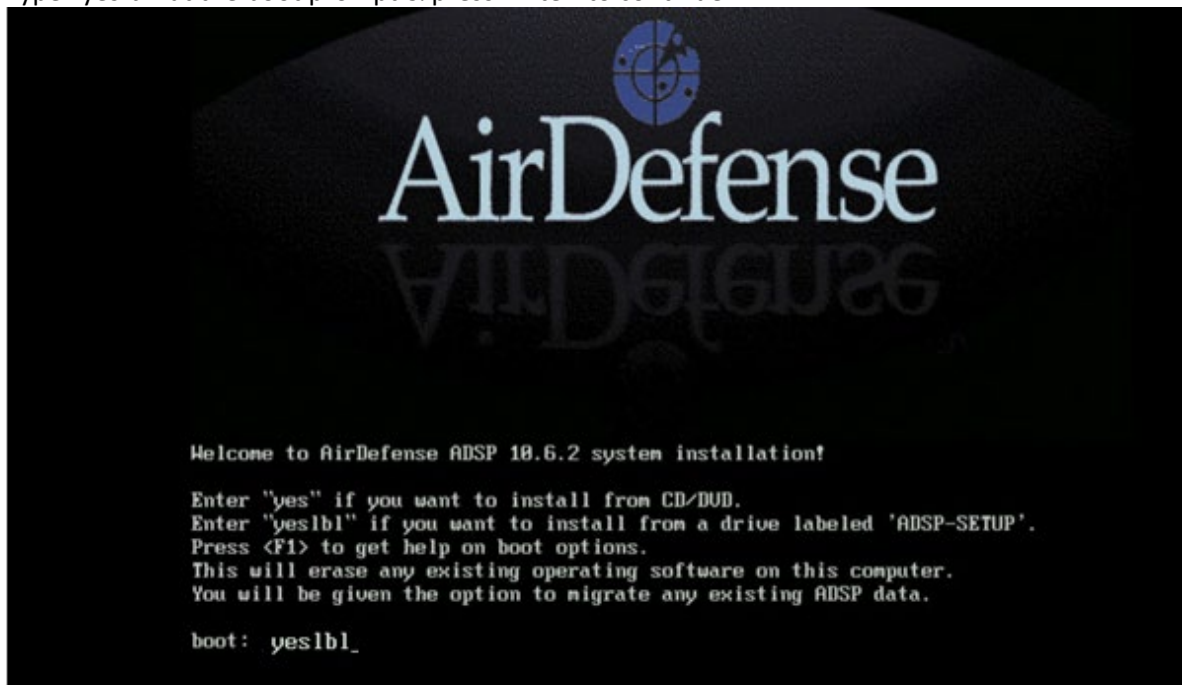 AirDefense
Welcome to AirDefense ADSP 10.6.2 system installation!
Enter "yes" if you want to install from CD/DVD.
Enter "yeslbl" if you want to install from a drive labeled 'ADSP-SETUP'.
Press <F1> to get help on boot options.
This will erase any existing operating software on this computer.
You will be given the option to migrate any existing ADSP data.
boot: yeslbl_